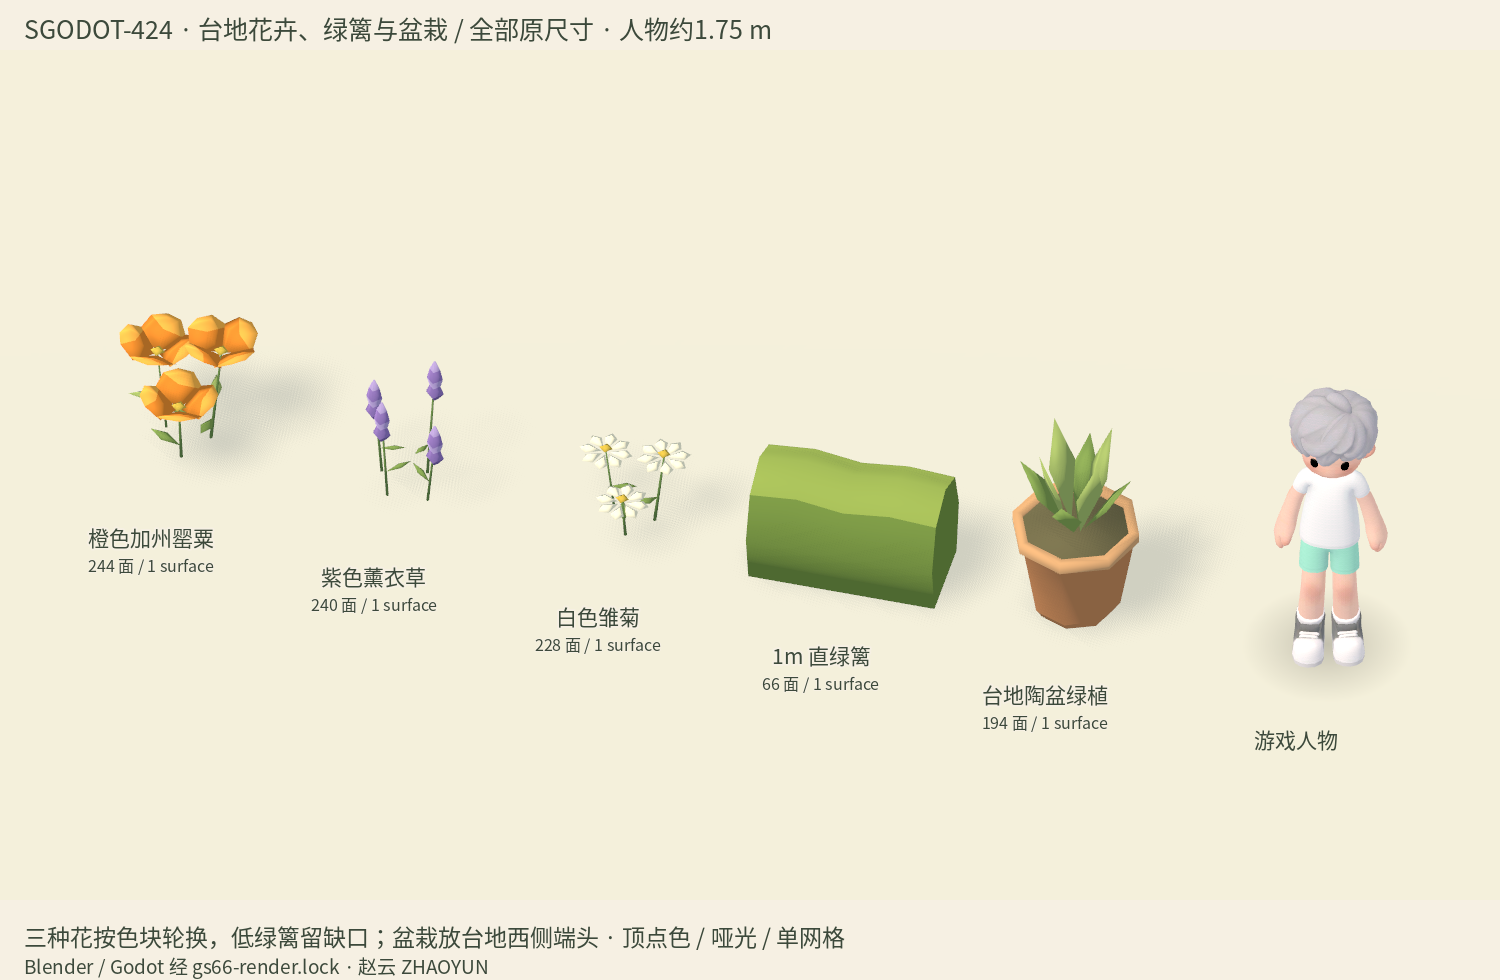 SGODOT-424 · 台地花卉、绿篱与盆栽 / 全部原尺寸 · 人物约1.75 m
橙色加州罂粟
244 面 / 1 surface
紫色薰衣草
240 面 / 1 surface
白色雏菊
228 面 / 1 surface
1m 直绿篱
66 面 / 1 surface
台地陶盆绿植
194 面 / 1 surface
游戏人物
三种花按色块轮换，低绿篱留缺口；盆栽放台地西侧端头 · 顶点色 / 哑光 / 单网格
Blender / Godot 经 gs66-render.lock · 赵云 ZHAOYUN